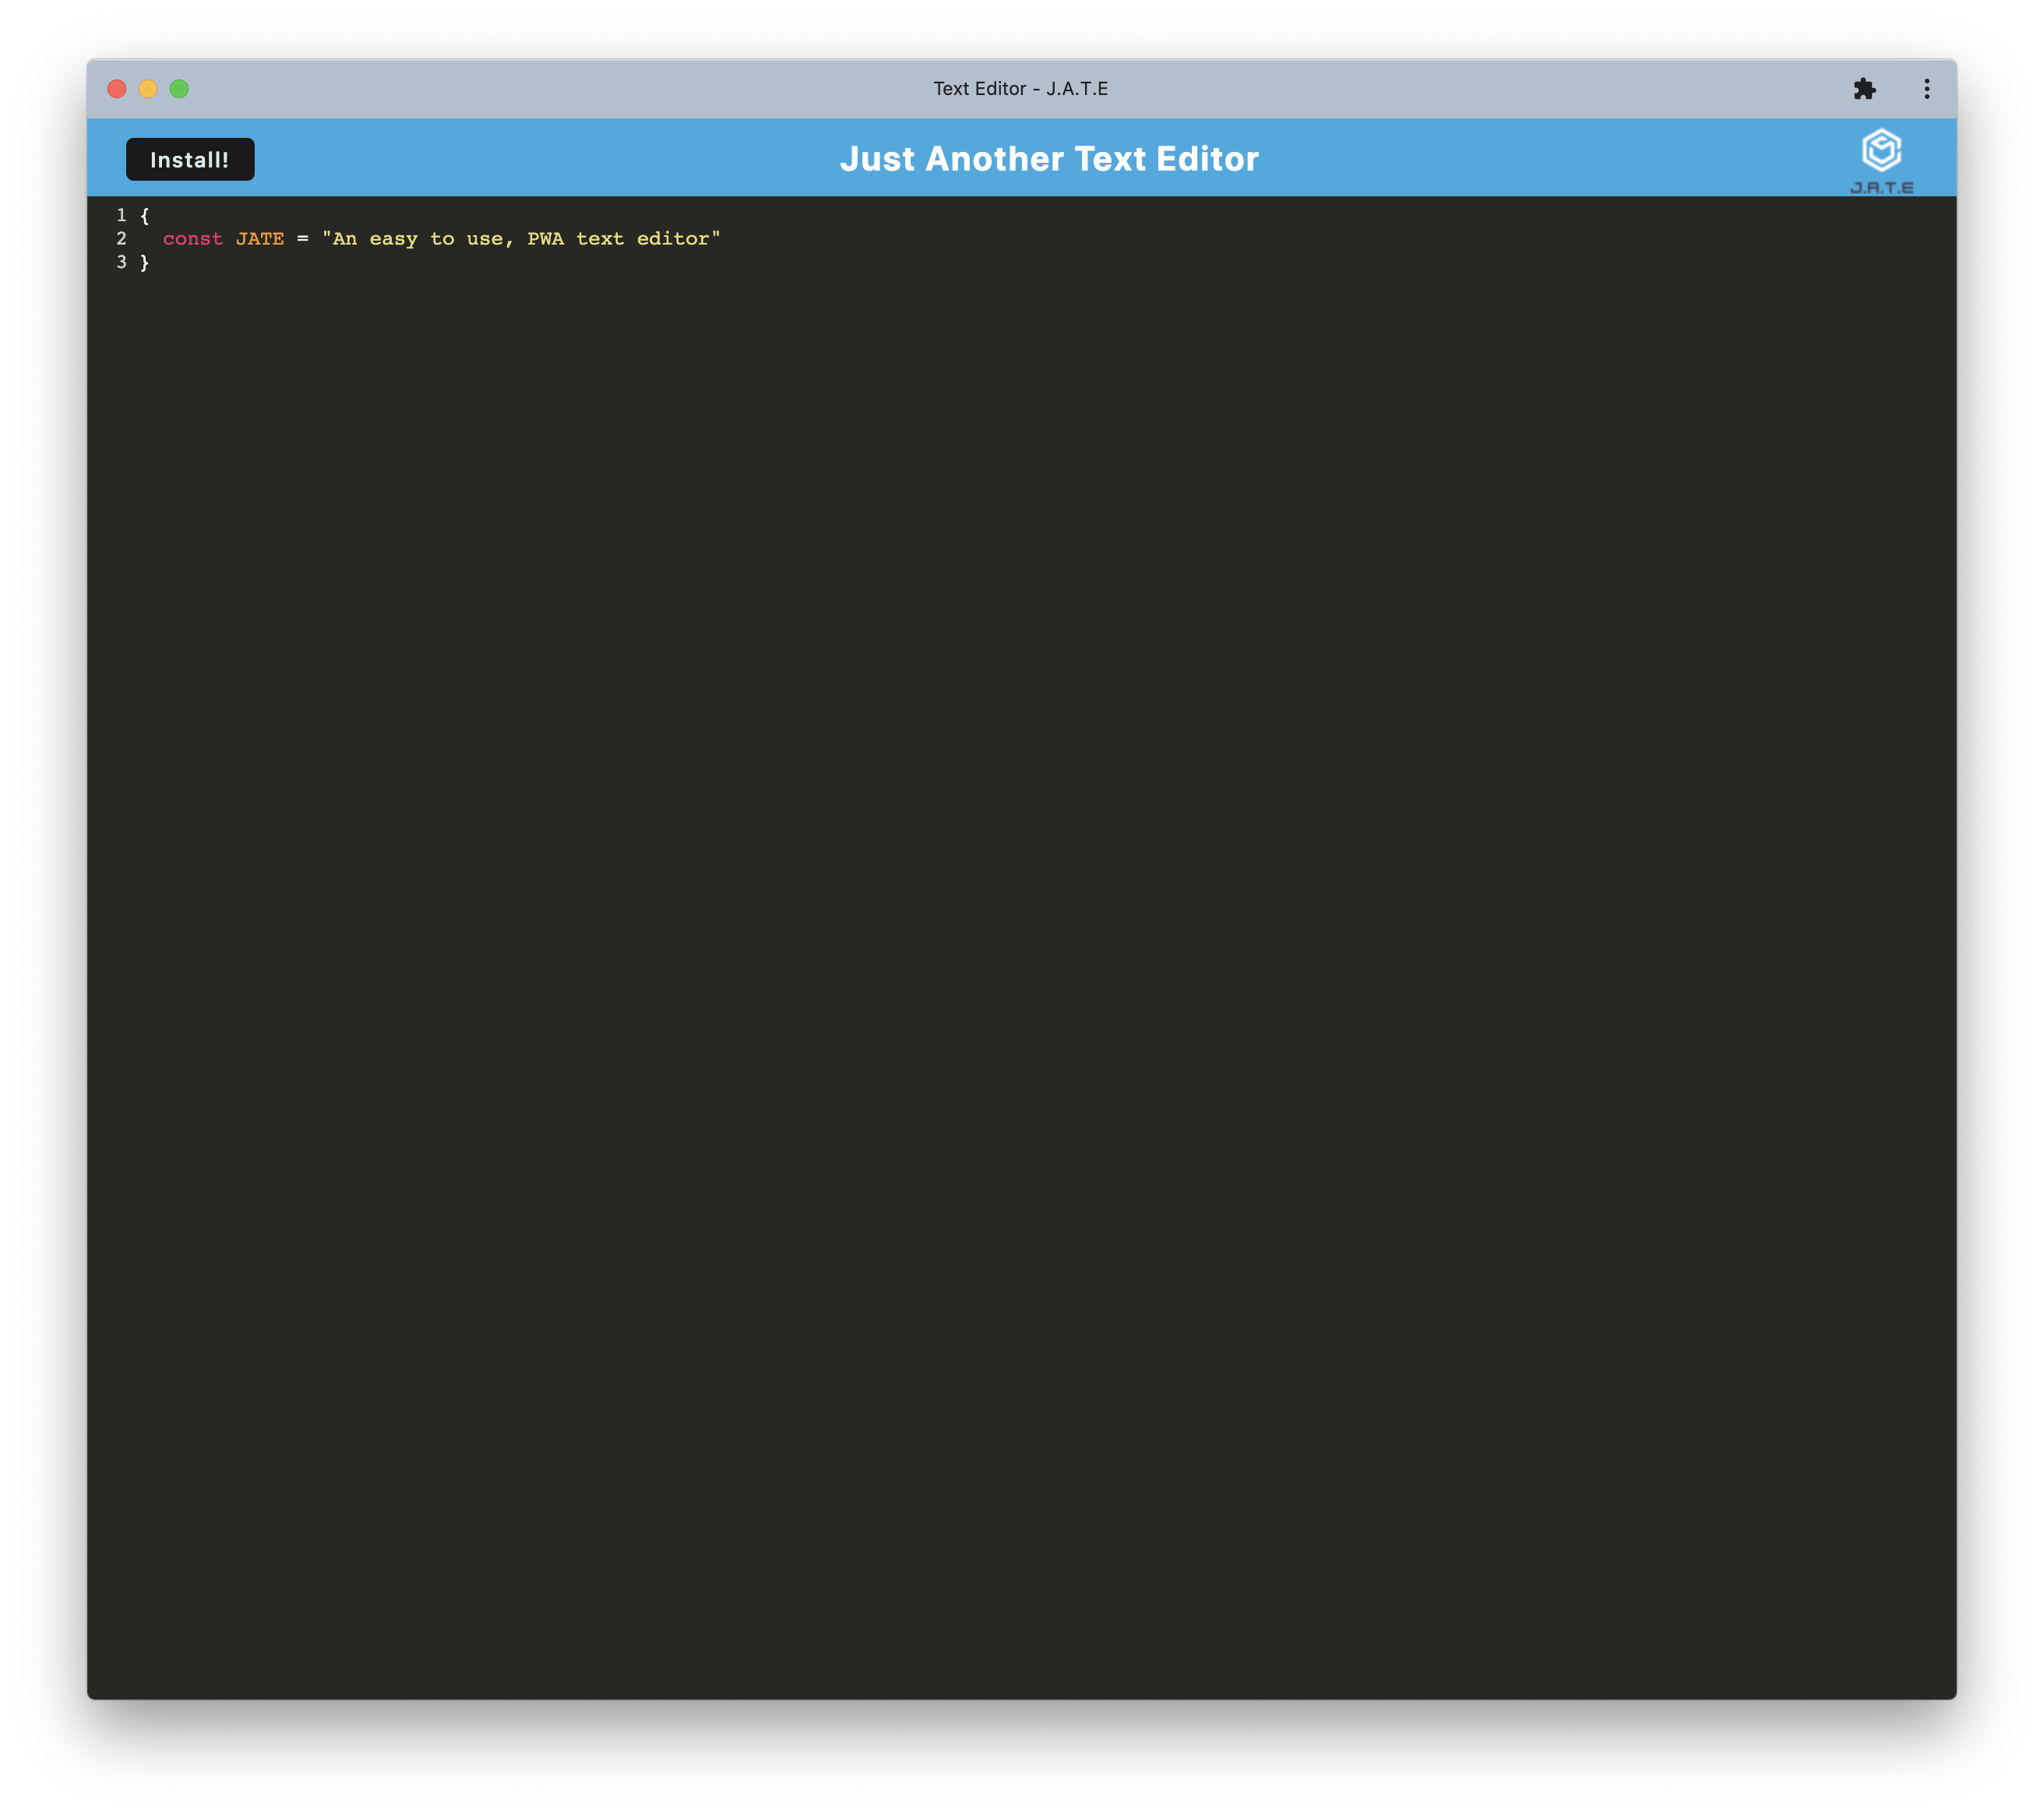 Text Editor - J.A.T.E
Install!
Just Another Text Editor
J.A.T.E
1 {
2   const JATE = "An easy to use, PWA text editor"
3 }